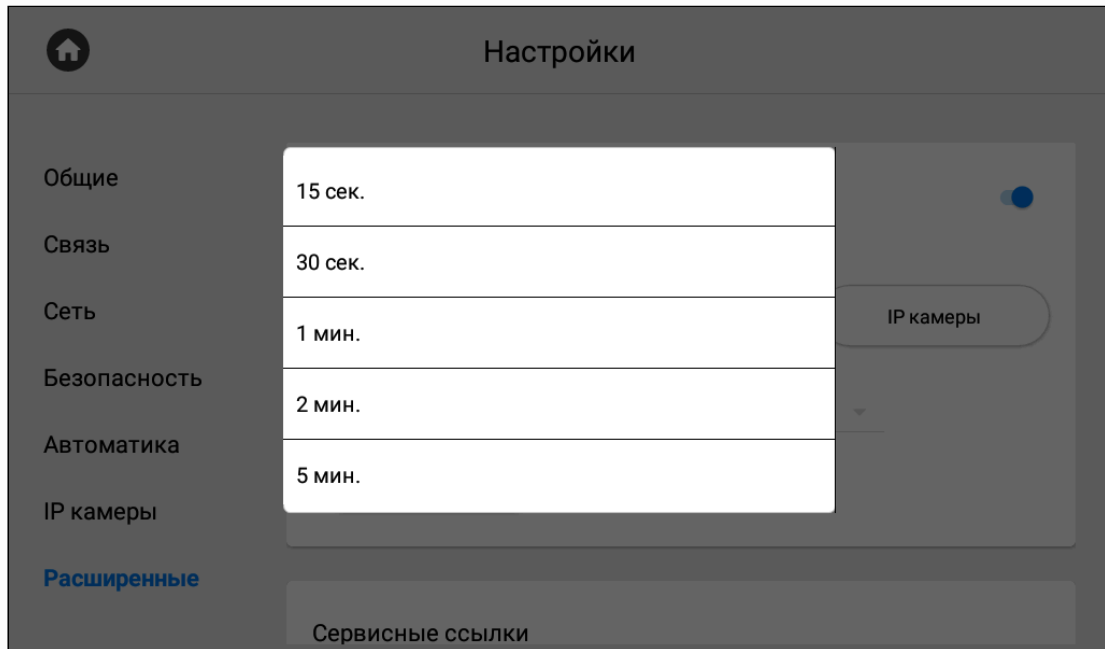 Настройки
Общие
Связь
Сеть
Безопасность
Автоматика
IP камеры
Расширенные
15 сек.
30 сек.
1 мин.
2 мин.
5 мин.
IP камеры
Сервисные ссылки